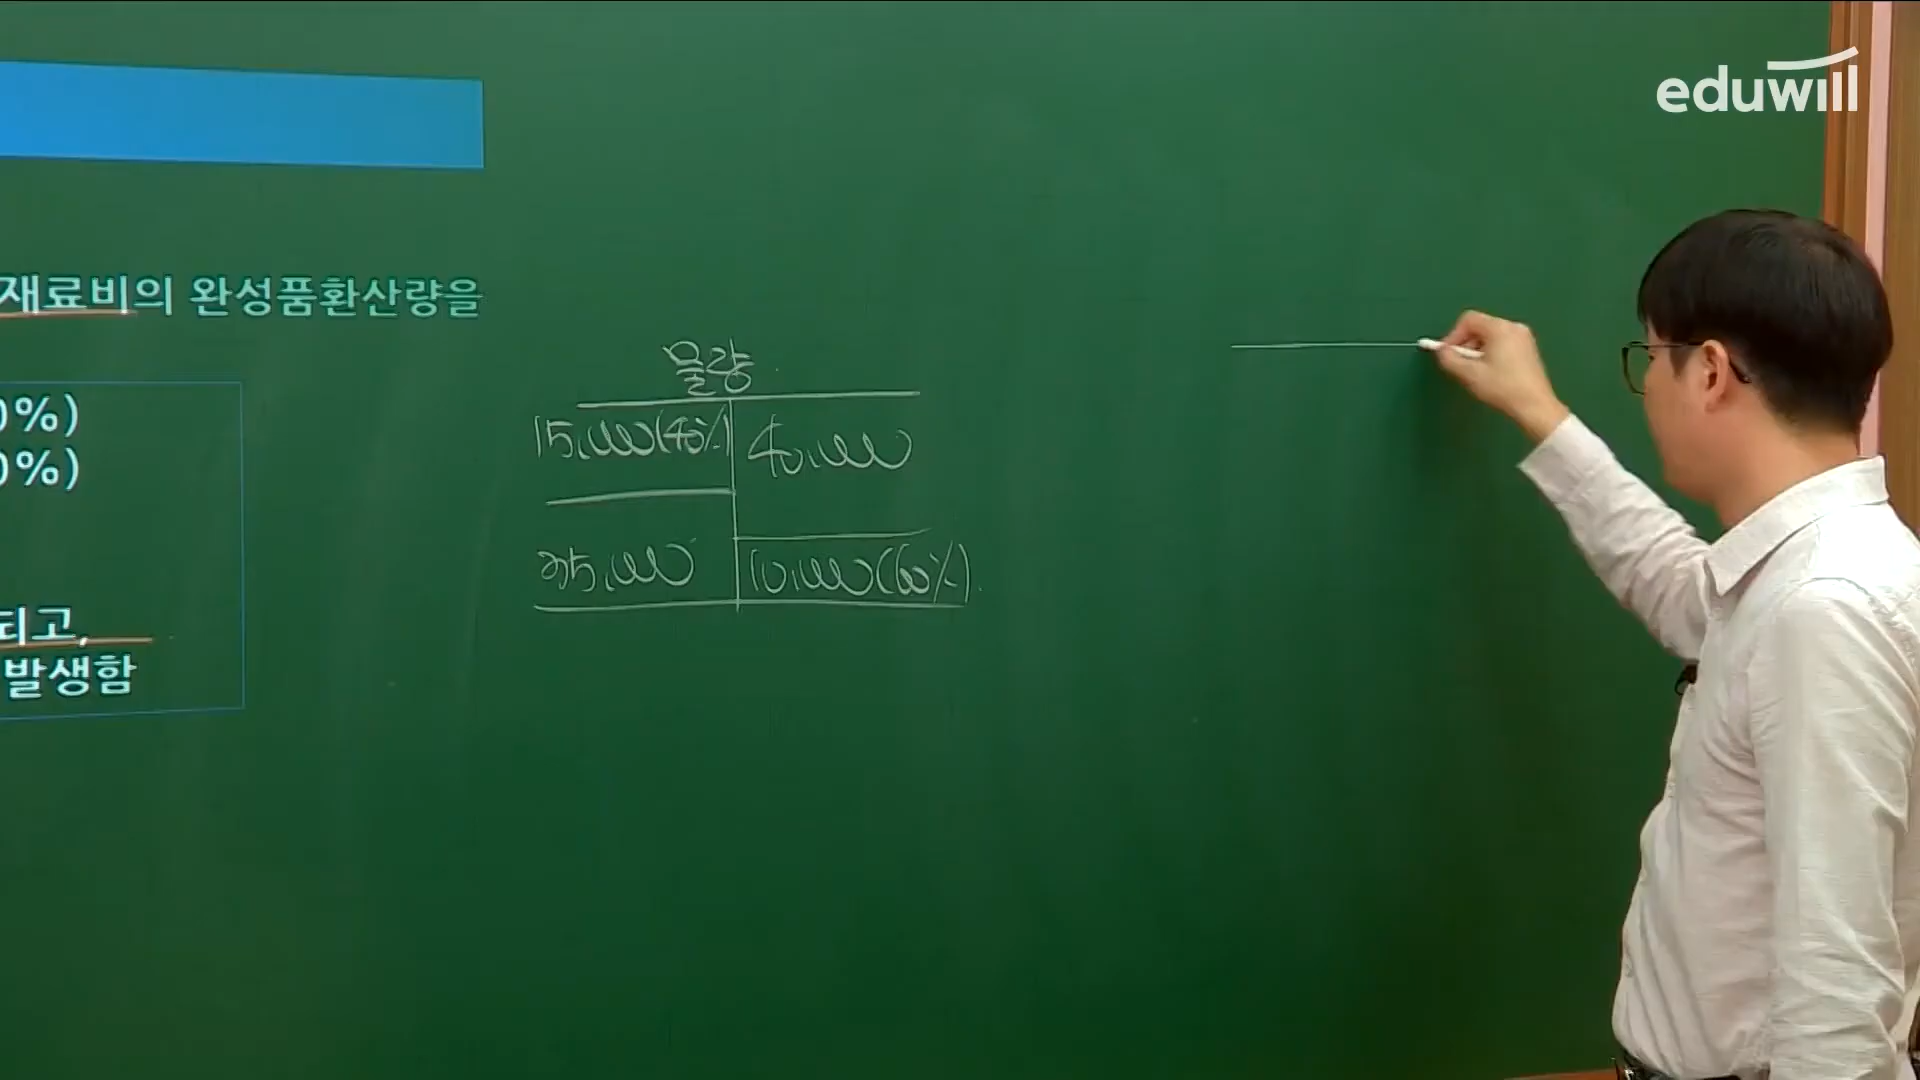 eduwill
재료비의 완성품환산량을
0%)
0%)
되고,
발생함
물량
15,000(40%) 40,000
35,000 10,000(60%).